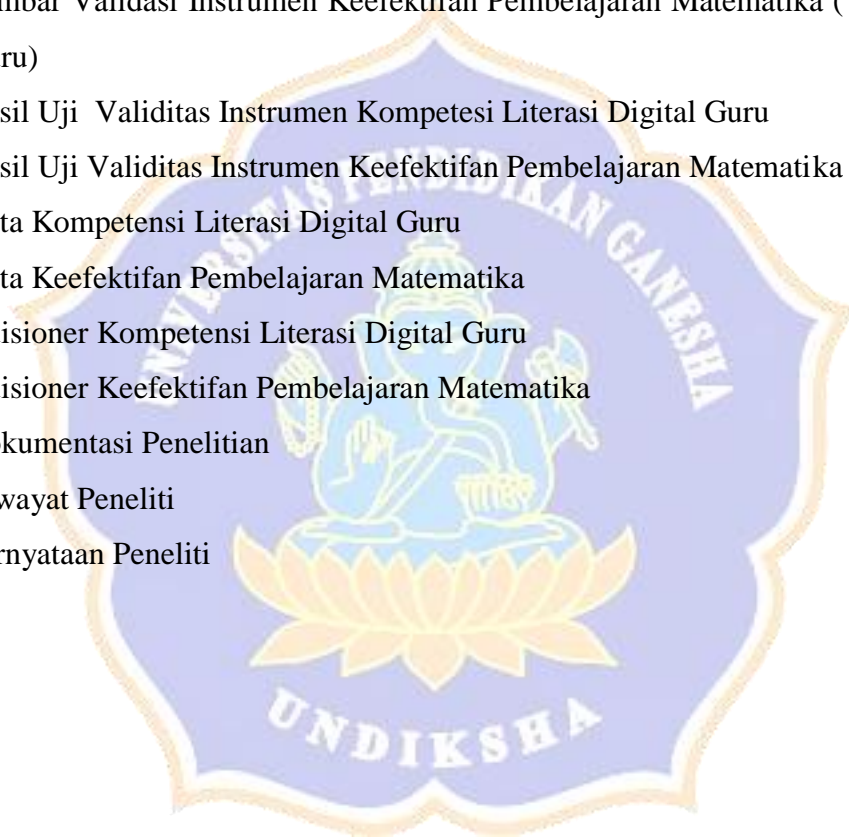 mbar Validasi Instrumen Keefektifan Pembelajaran Matematika (
ru)
sil Uji Validitas Instrumen Kompetesi Literasi Digital Guru
sil Uji Validitas Instrumen Keefektifan Pembelajaran Matematika
ta Kompetensi Literasi Digital Guru
ta Keefektifan Pembelajaran Matematika
isioner Kompetensi Literasi Digital Guru
isioner Keefektifan Pembelajaran Matematika
okumentasi Penelitian
wayat Peneliti
rnyataan Peneliti
UNIVERSITAS PENDIDIKAN GANESHA
UNDIKSHA